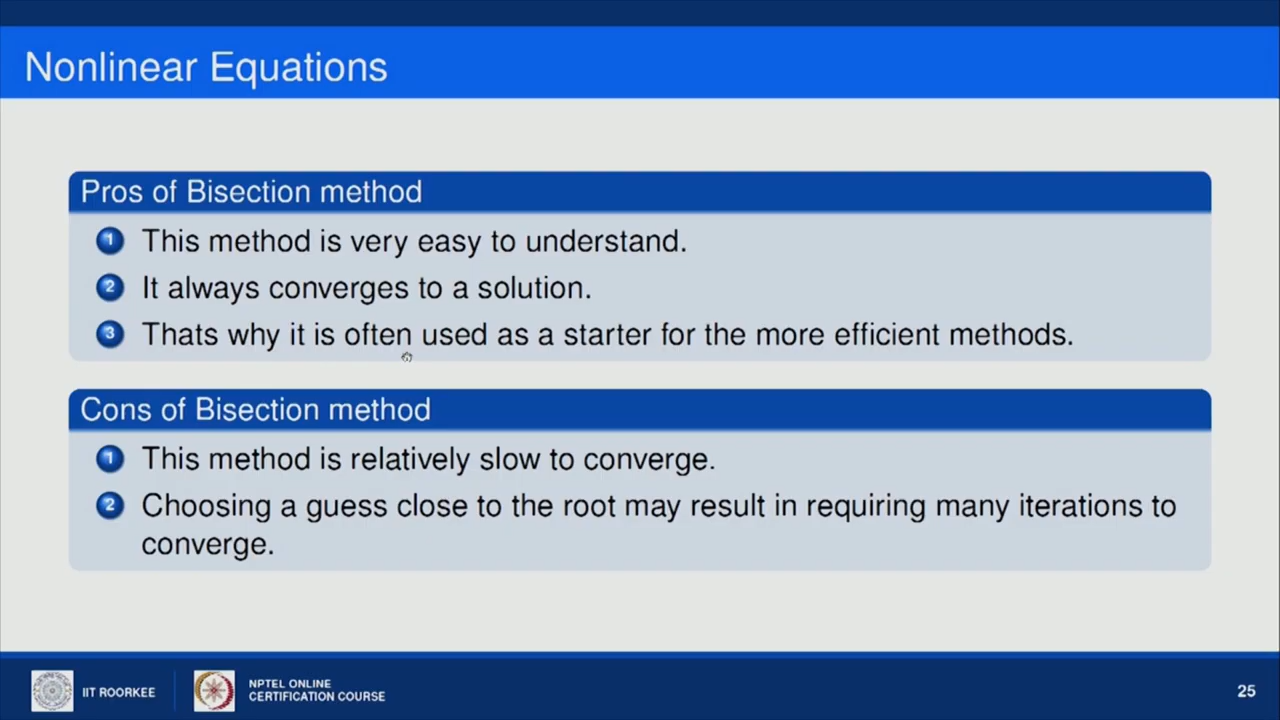 Nonlinear Equations
Pros of Bisection method
1 This method is very easy to understand.
2 It always converges to a solution.
3 Thats why it is often used as a starter for the more efficient methods.
Cons of Bisection method
1 This method is relatively slow to converge.
2 Choosing a guess close to the root may result in requiring many iterations to
converge.
IIT ROORKEE
NPTEL ONLINE
CERTIFICATION COURSE
25